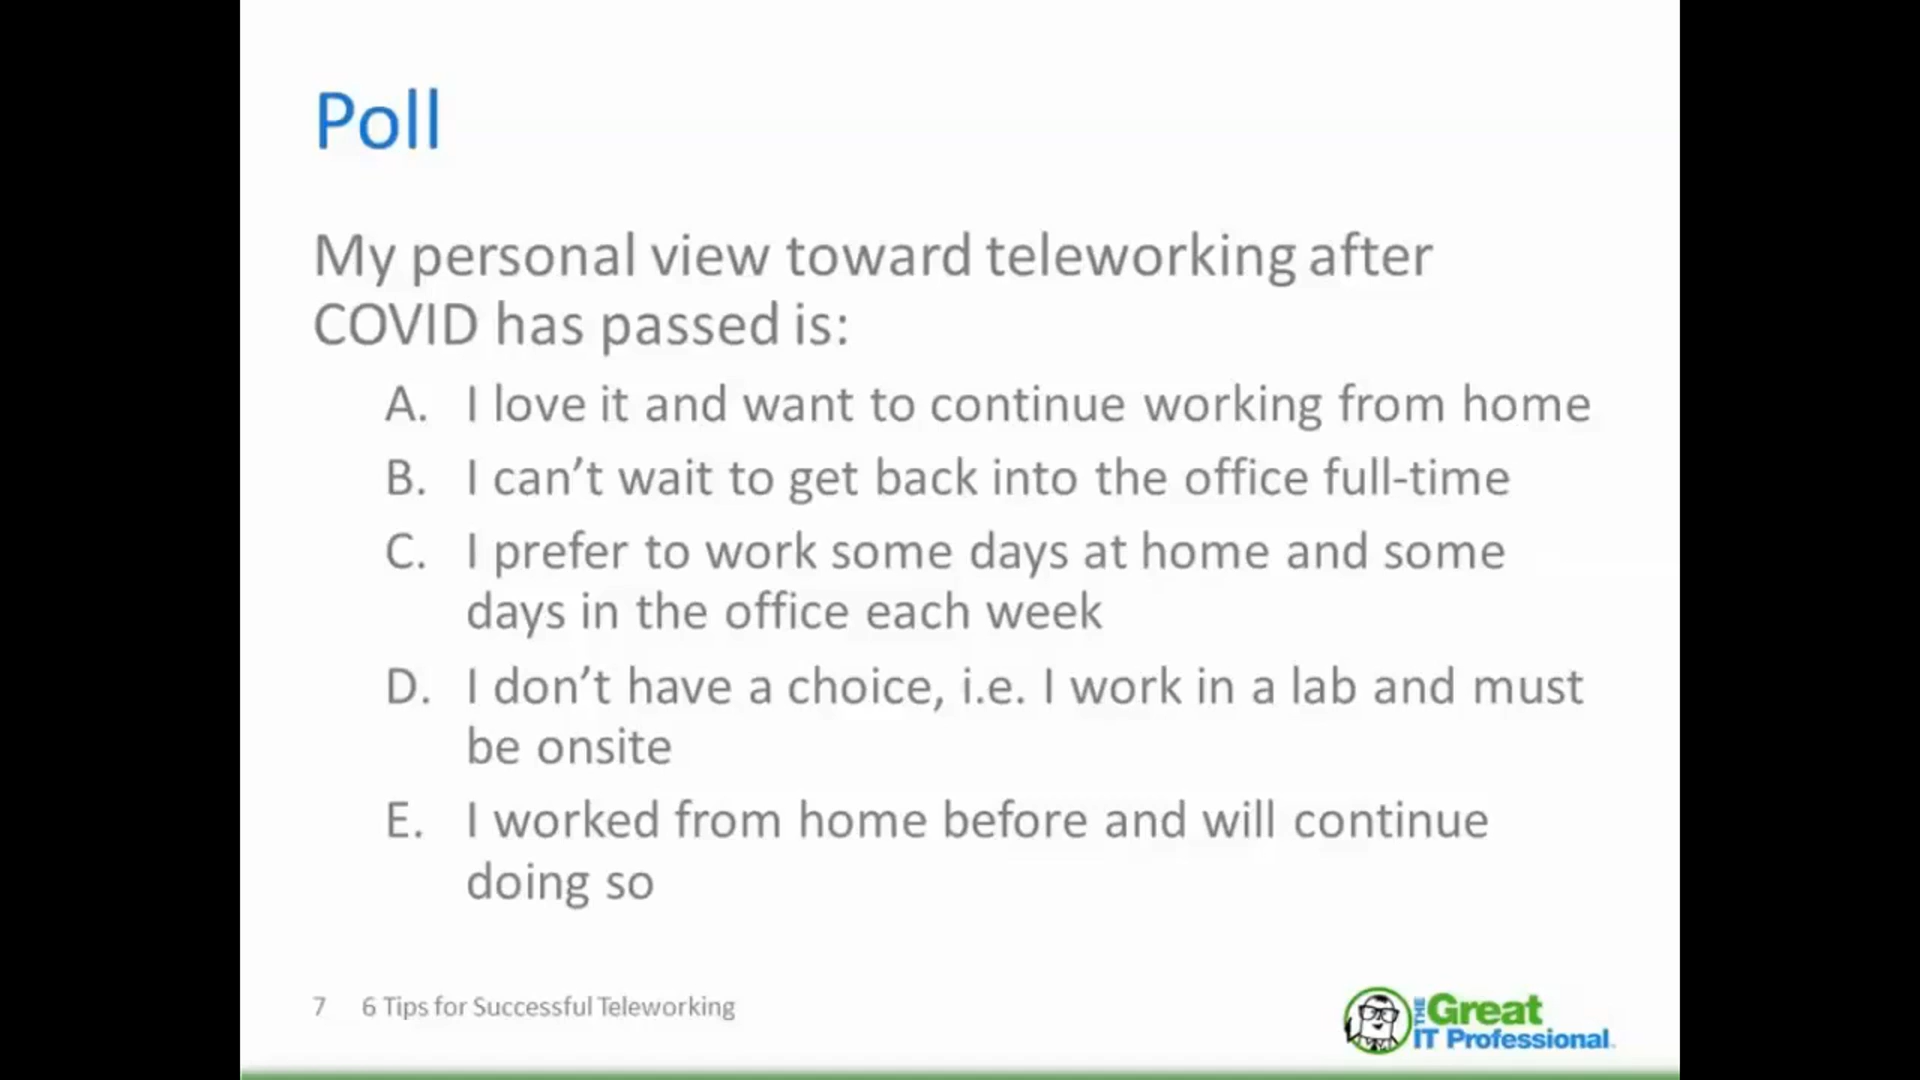 Poll
My personal view toward teleworking after
COVID has passed is:
A. I love it and want to continue working from home
B. I can’t wait to get back into the office full-time
C. I prefer to work some days at home and some
days in the office each week
D. I don’t have a choice, i.e. I work in a lab and must
be onsite
E. I worked from home before and will continue
doing so
7 6 Tips for Successful Teleworking
THE Great
IT Professional